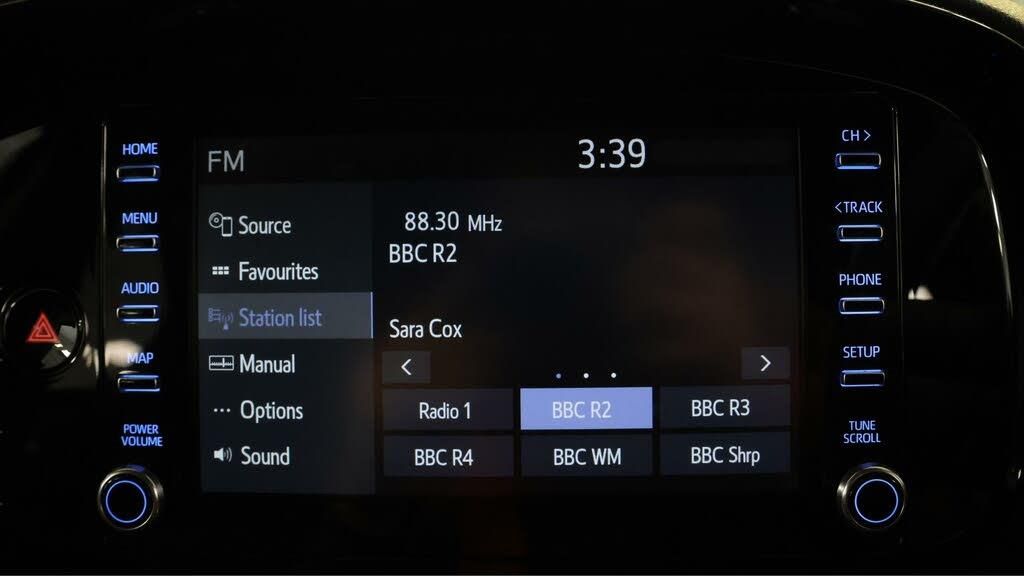 HOME
MENU
AUDIO
MAP
POWER
VOLUME
FM
3:39
Source
Favourites
Station list
Manual
Options
Sound
88.30 MHz
BBC R2
Sara Cox
<
>
Radio 1
BBC R2
BBC R3
BBC R4
BBC WM
BBC Shrp
CH >
<TRACK
PHONE
SETUP
TUNE
SCROLL